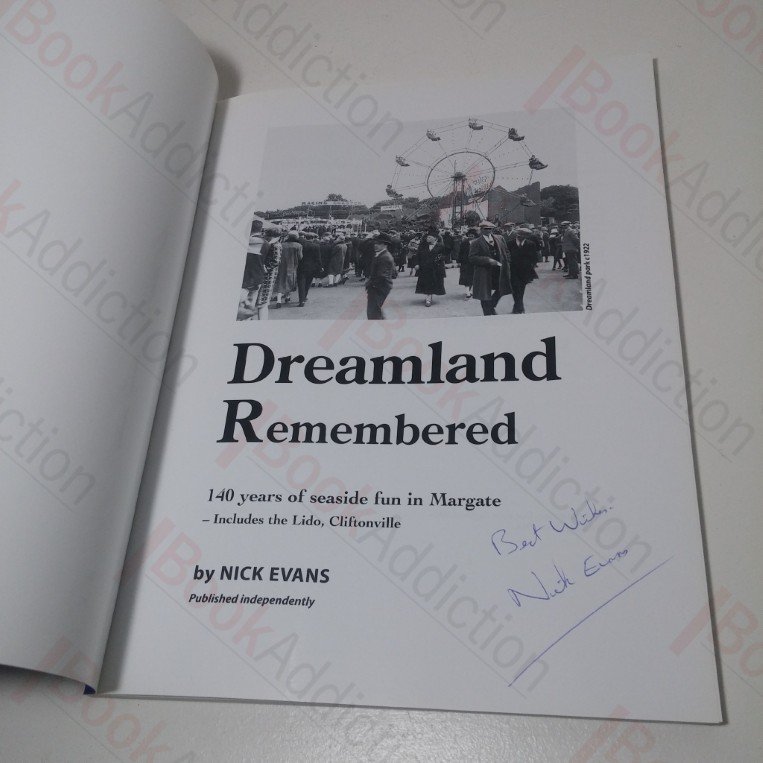 Dreamland park c1922
Dreamland
Remembered
140 years of seaside fun in Margate
– Includes the Lido, Cliftonville
by NICK EVANS
Published independently
Best Wishes.
Nick Evans
BookAddiction